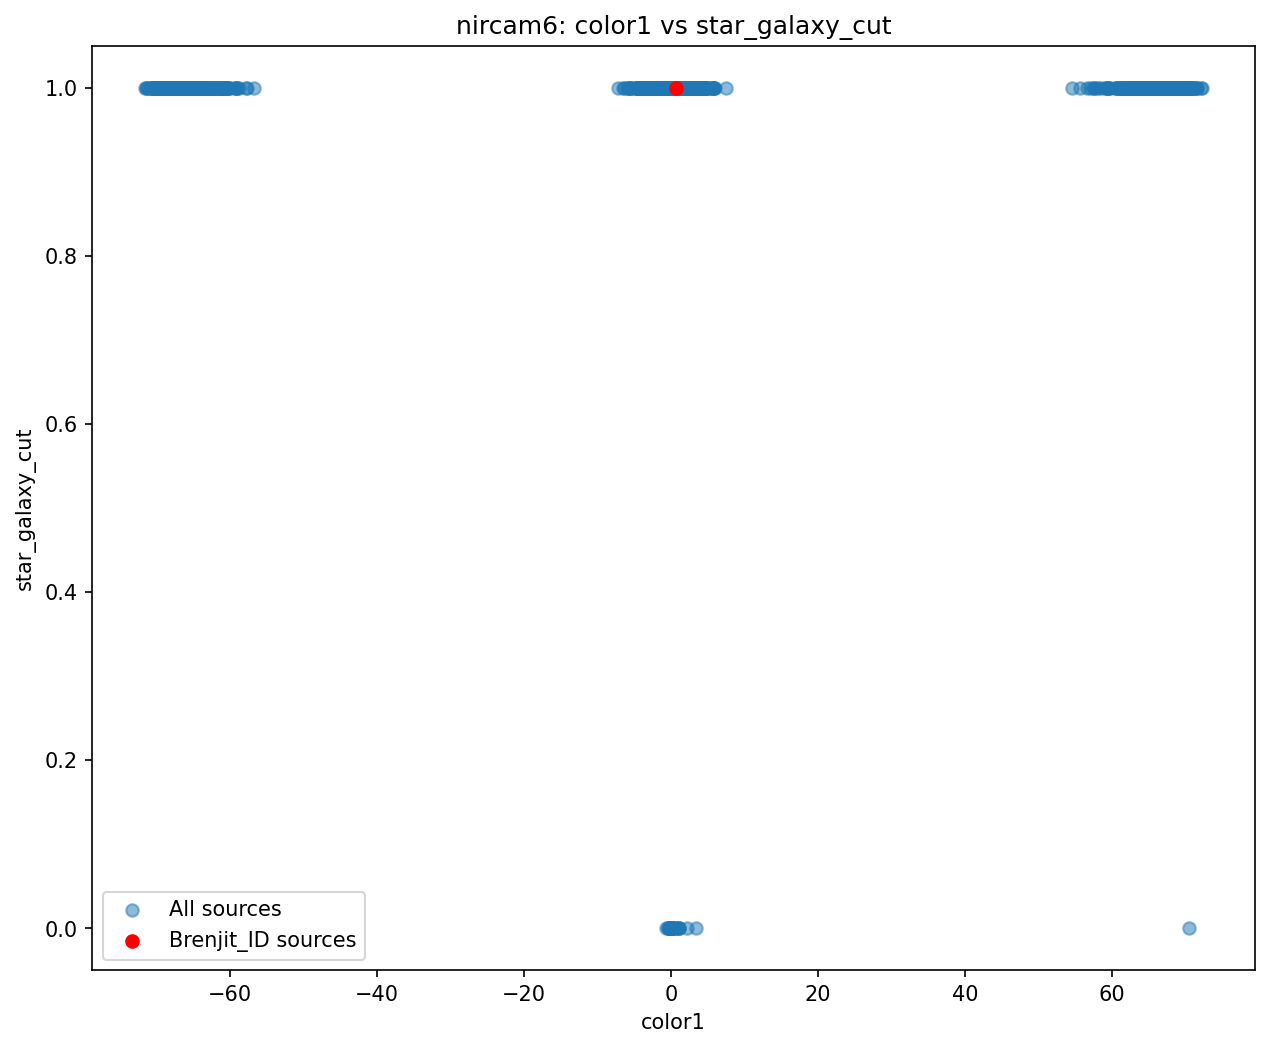 nircam6: color1 vs star_galaxy_cut
1.0
0.8
0.6
0.4
0.2
0.0
star_galaxy_cut
All sources
Brenjit_ID sources
−60
−40
−20
0
20
40
60
color1